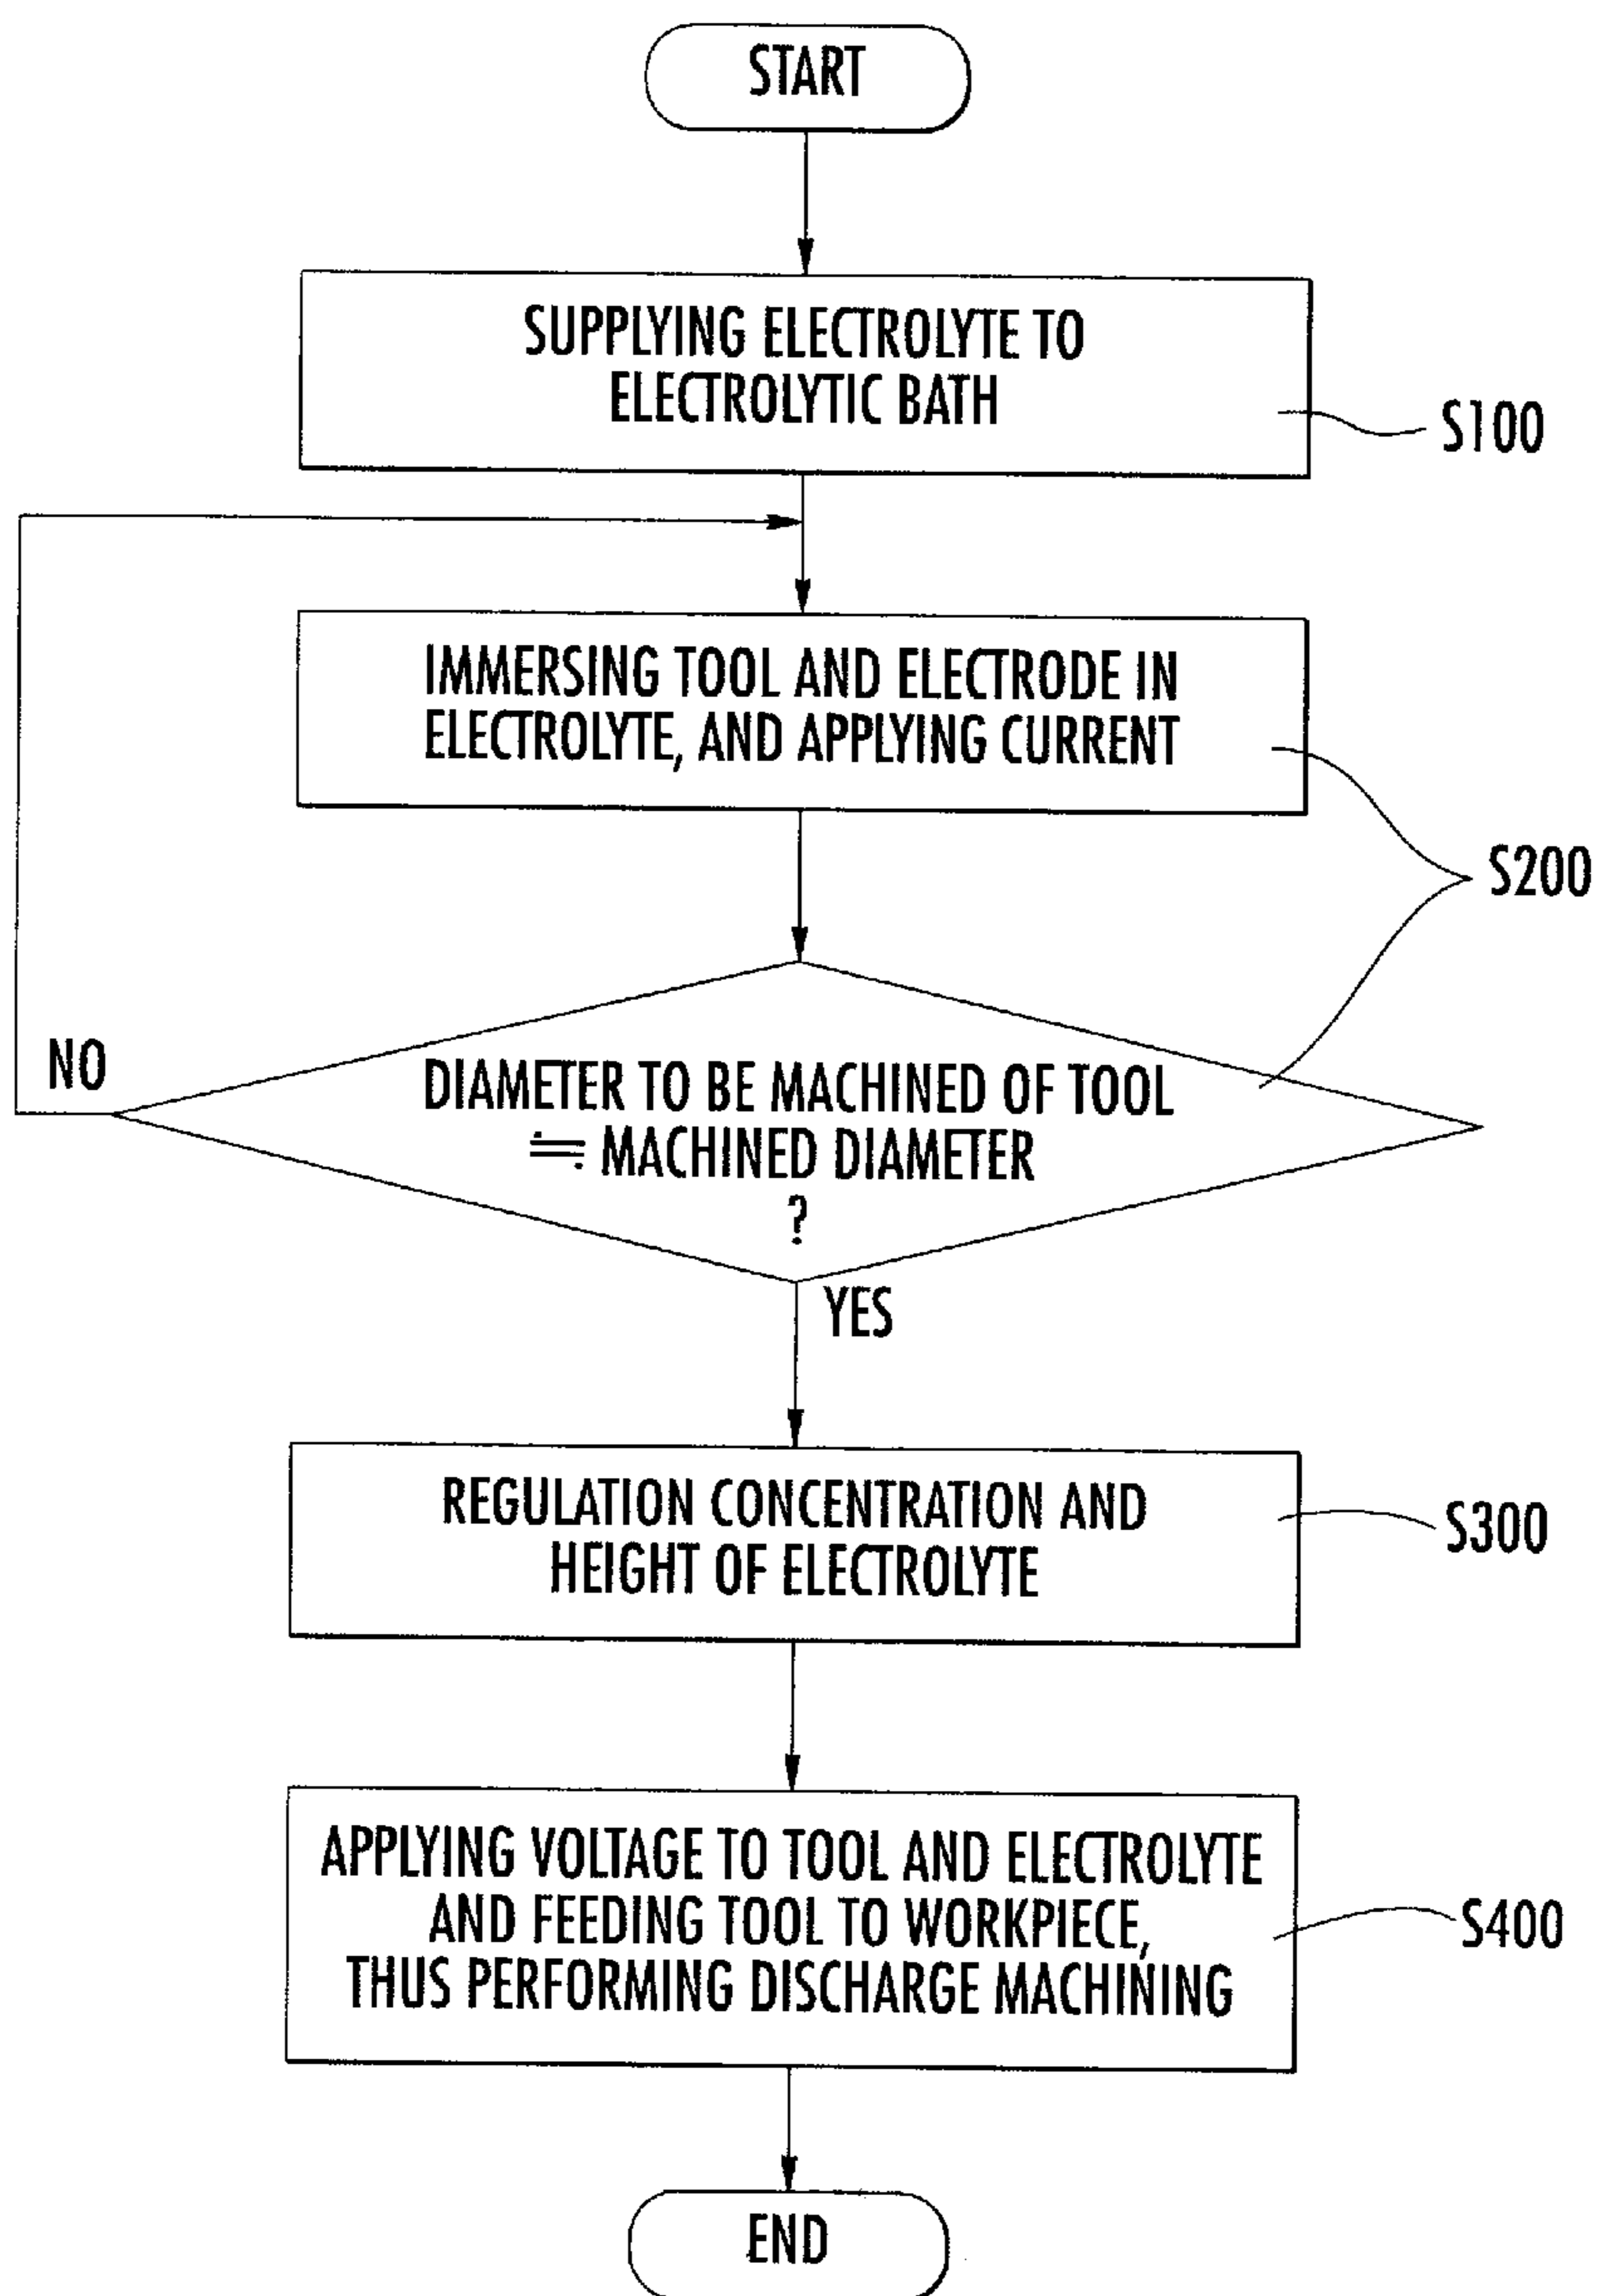 START
SUPPLYING ELECTROLYTE TO
ELECTROLYTIC BATH
S100
IMMERSING TOOL AND ELECTRODE IN
ELECTROLYTE, AND APPLYING CURRENT
S200
NO
DIAMETER TO BE MACHINED OF TOOL
≒ MACHINED DIAMETER
?
YES
REGULATION CONCENTRATION AND
HEIGHT OF ELECTROLYTE
S300
APPLYING VOLTAGE TO TOOL AND ELECTROLYTE
AND FEEDING TOOL TO WORKPIECE,
THUS PERFORMING DISCHARGE MACHINING
S400
END